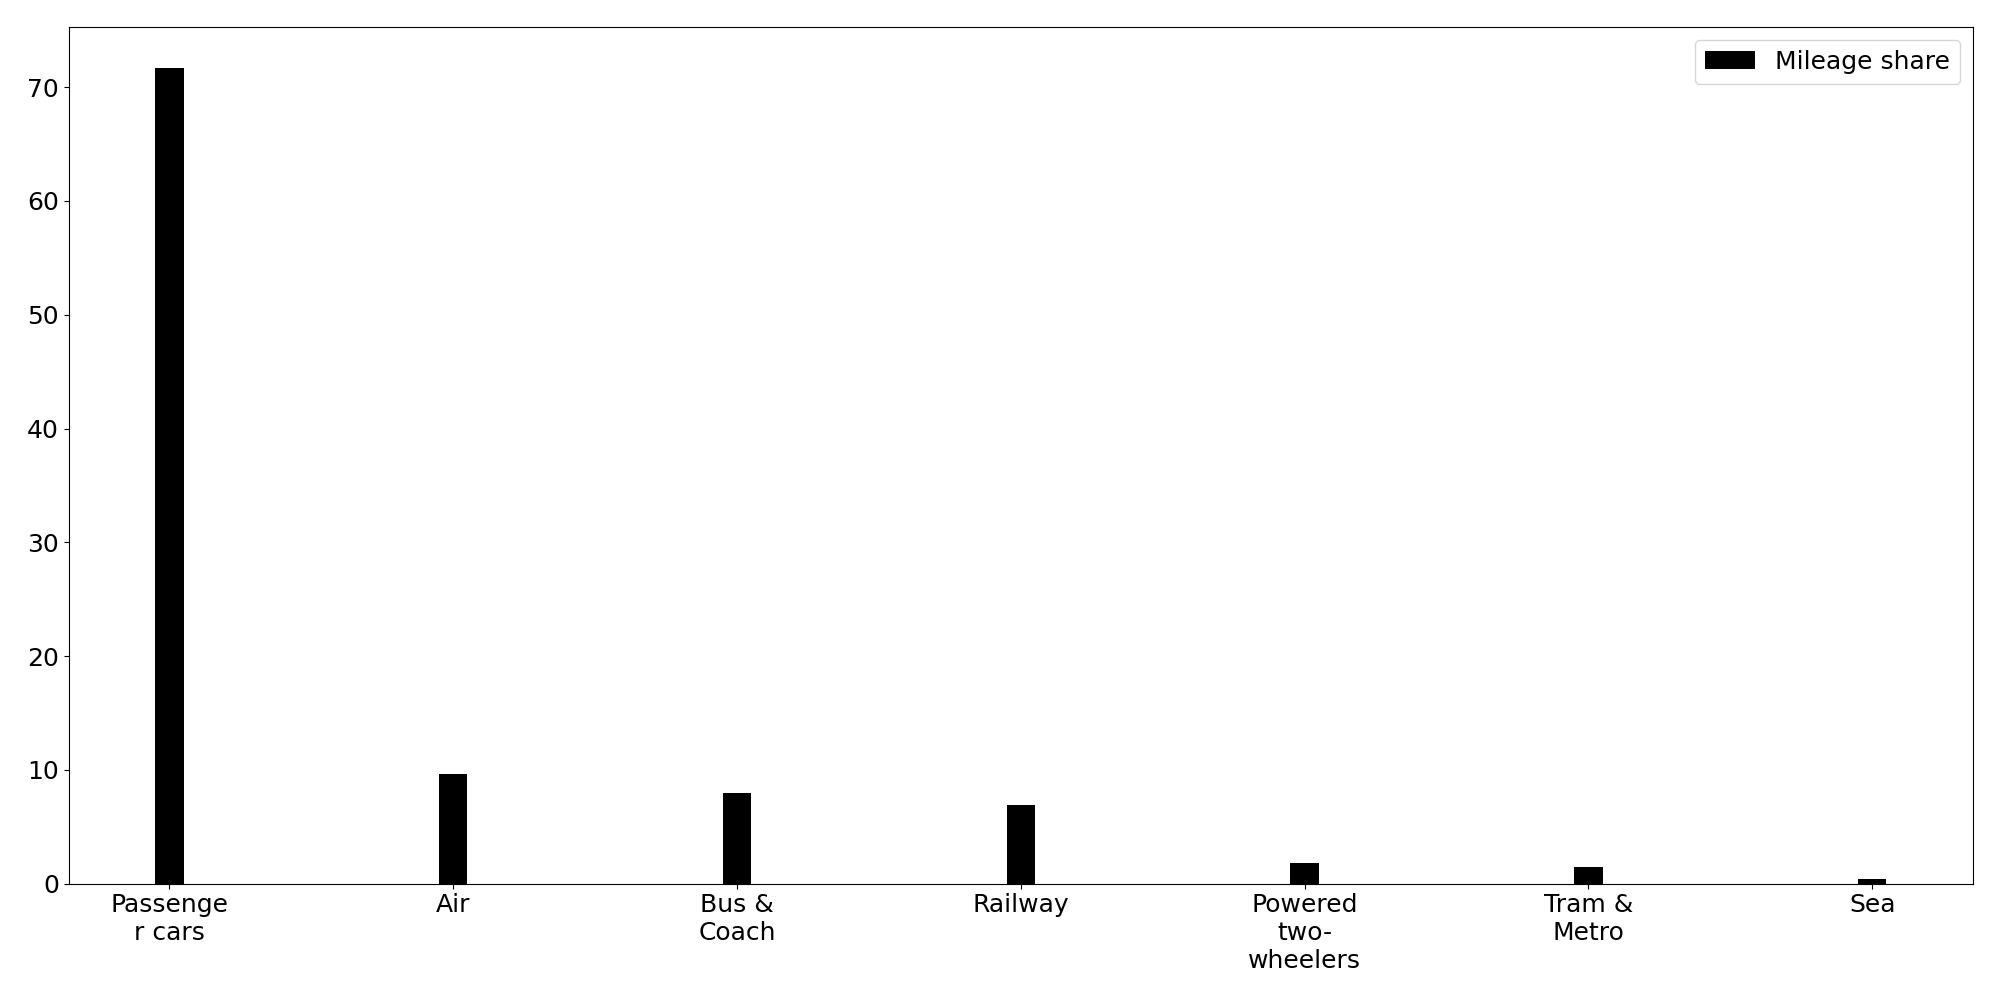 Mileage share
70
60
50
40
30
20
10
0
Passenge
r cars
Air
Bus &
Coach
Railway
Powered
two-
wheelers
Tram &
Metro
Sea